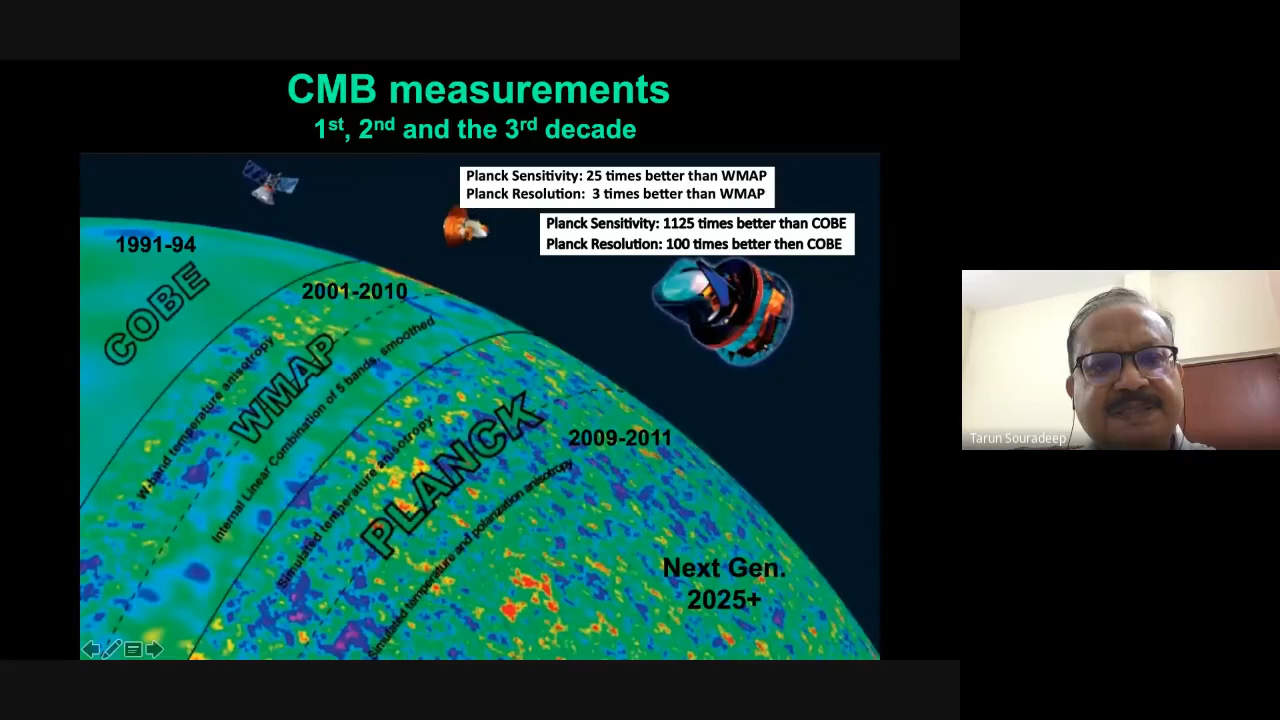 CMB measurements
1st, 2nd and the 3rd decade
Planck Sensitivity: 25 times better than WMAP
Planck Resolution: 3 times better than WMAP
Planck Sensitivity: 1125 times better than COBE
Planck Resolution: 100 times better then COBE
1991-94
COBE
2001-2010
W-band temperature anisotropy
WMAP
Internal Linear Combination of 5 bands, smoothed
Simulated temperature anisotropy
PLANCK
2009-2011
Simulated temperature and polarization anisotropy
Next Gen.
2025+
Tarun Souradeep